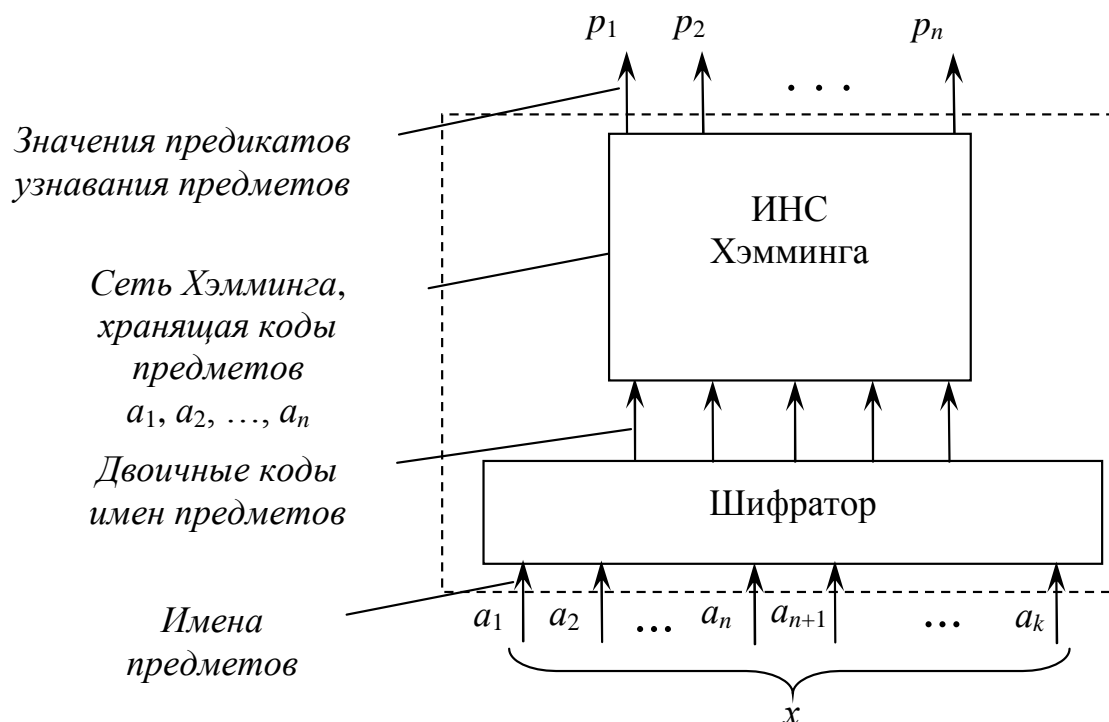 p1 p2 pn
. . .
Значения предикатов
узнавания предметов
ИНС
Хэмминга
Сеть Хэмминга,
хранящая коды
предметов
a1, a2, …, an
Двоичные коды
имен предметов
Шифратор
Имена
предметов
a1 a2 … an an+1 … ak
x